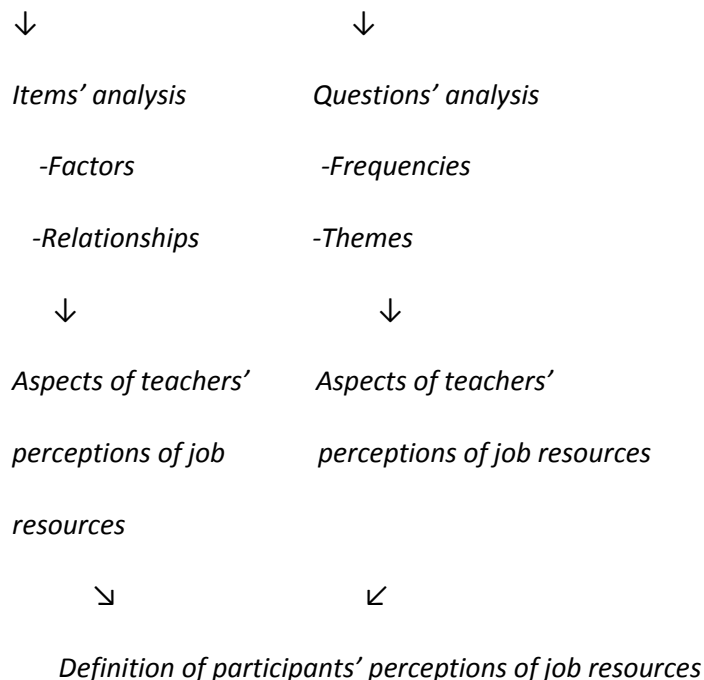 ↓ ↓
Items’ analysis Questions’ analysis
-Factors -Frequencies
-Relationships -Themes
↓ ↓
Aspects of teachers’ Aspects of teachers’
perceptions of job perceptions of job resources
resources
↘ ↙
Definition of participants’ perceptions of job resources